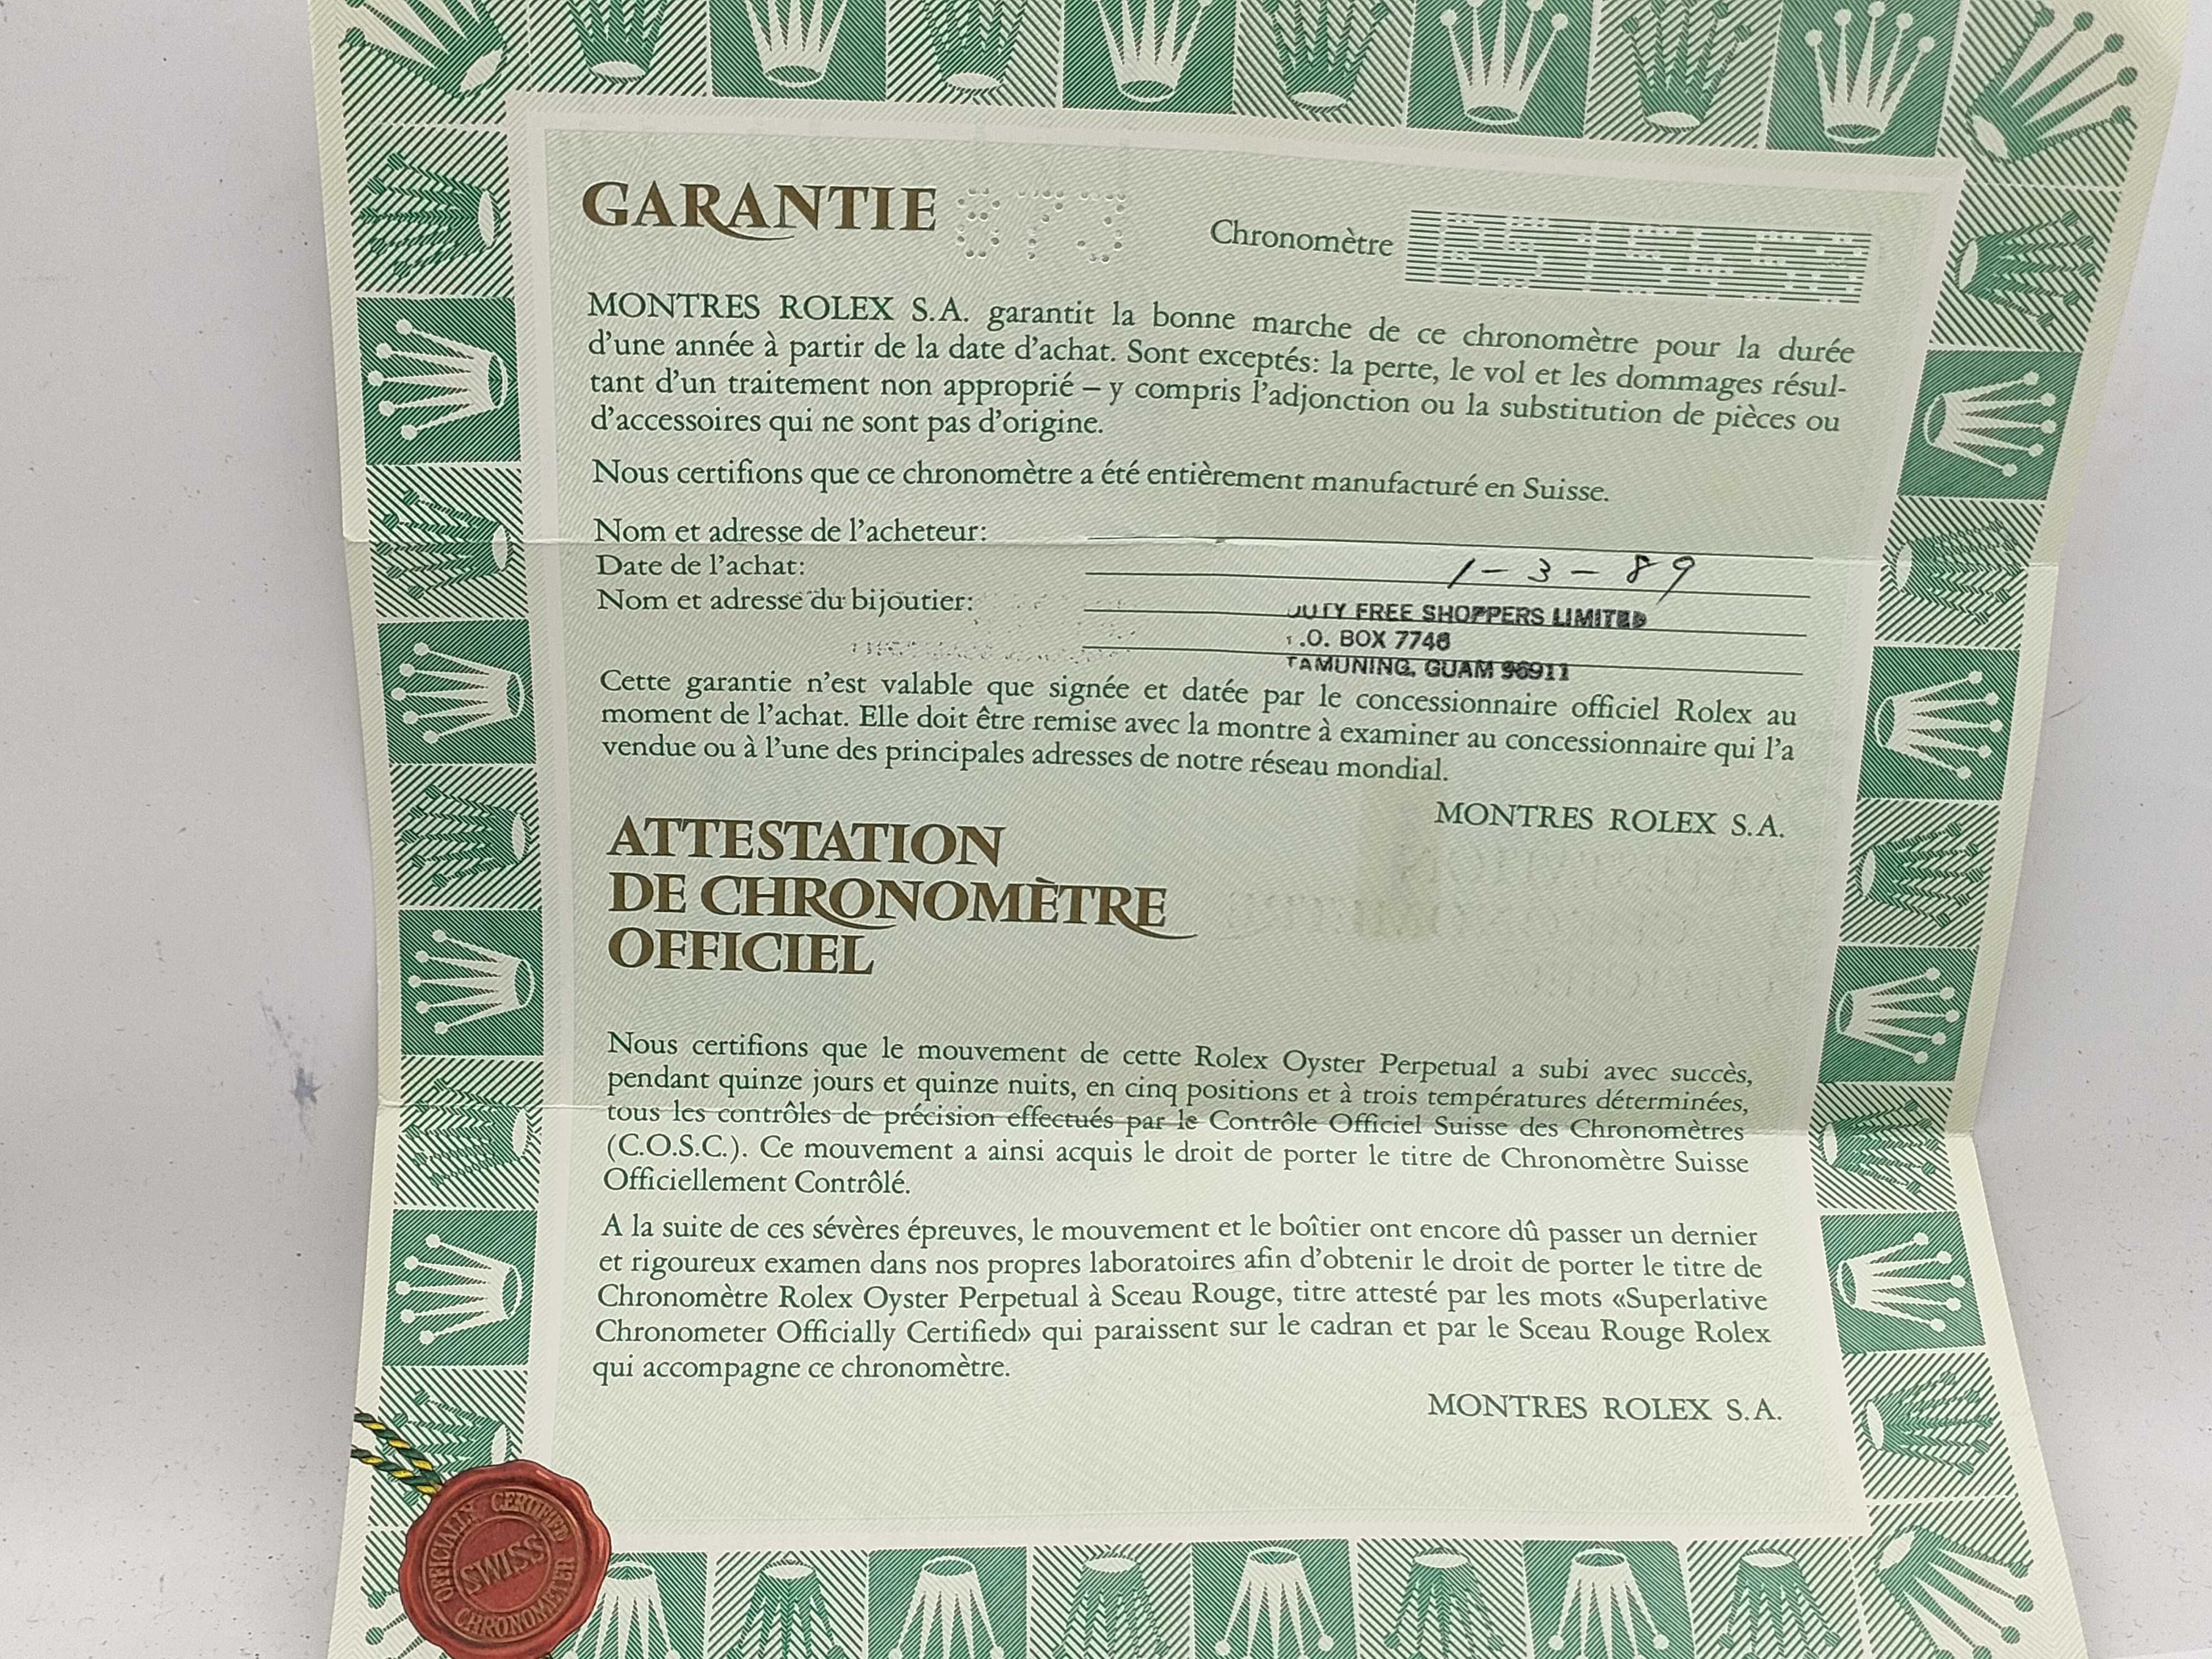 GARANTIE 873
Chronomètre
MONTRES ROLEX S.A. garantit la bonne marche de ce chronomètre pour la durée
d'une année à partir de la date d'achat. Sont exceptés: la perte, le vol et les dommages résul-
tant d'un traitement non approprié – y compris l'adjonction ou la substitution de pièces ou
d'accessoires qui ne sont pas d'origine.
Nous certifions que ce chronomètre a été entièrement manufacturé en Suisse.
Nom et adresse de l'acheteur:
Date de l'achat: 1-3-89
Nom et adresse du bijoutier: DUTY FREE SHOPPERS LIMITED
P.O. BOX 7746
TAMUNING, GUAM 96911
Cette garantie n'est valable que signée et datée par le concessionnaire officiel Rolex au
moment de l'achat. Elle doit être remise avec la montre à examiner au concessionnaire qui l'a
vendue ou à l'une des principales adresses de notre réseau mondial.
MONTRES ROLEX S.A.
ATTESTATION
DE CHRONOMÈTRE
OFFICIEL
Nous certifions que le mouvement de cette Rolex Oyster Perpetual a subi avec succès,
pendant quinze jours et quinze nuits, en cinq positions et à trois températures déterminées,
tous les contrôles de précision effectués par le Contrôle Officiel Suisse des Chronomètres
(C.O.S.C.). Ce mouvement a ainsi acquis le droit de porter le titre de Chronomètre Suisse
Officiellement Contrôlé.
A la suite de ces sévères épreuves, le mouvement et le boîtier ont encore dû passer un dernier
et rigoureux examen dans nos propres laboratoires afin d'obtenir le droit de porter le titre de
Chronomètre Rolex Oyster Perpetual à Sceau Rouge, titre attesté par les mots «Superlative
Chronometer Officially Certified» qui paraissent sur le cadran et par le Sceau Rouge Rolex
qui accompagne ce chronomètre.
MONTRES ROLEX S.A.
OFFICIALLY CERTIFIED
SWISS
CHRONOMETER